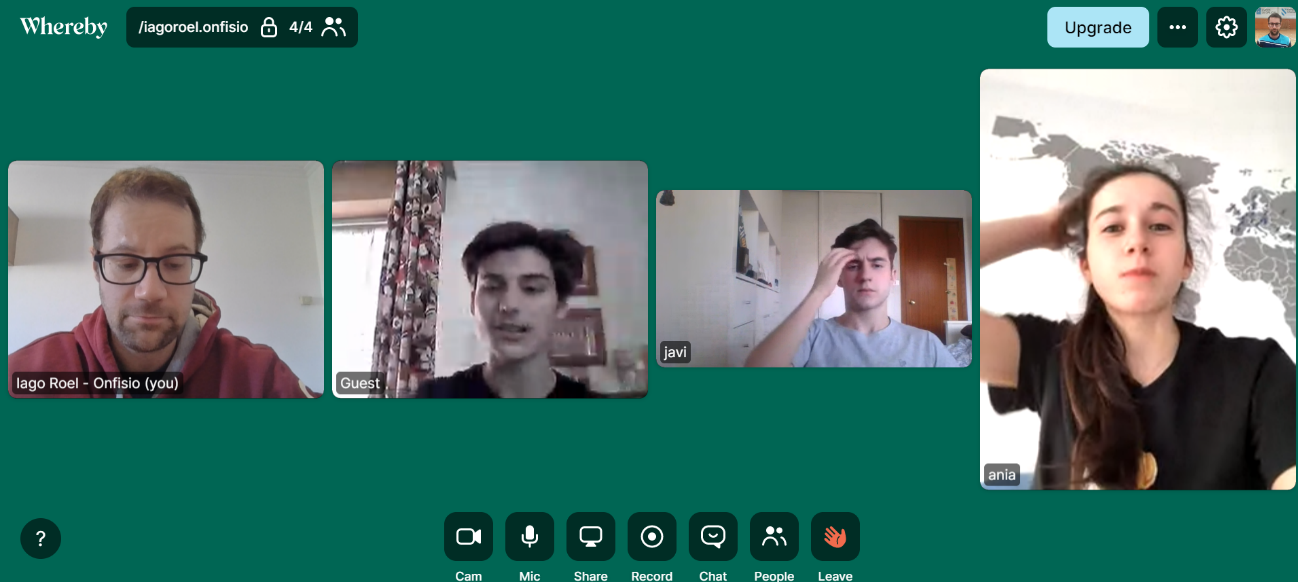 Whereby
/iagoroel.onfisio 4/4
Upgrade
Iago Roel - Onfisio (you)
Guest
javi
ania
?
Cam
Mic
Share
Record
Chat
People
Leave